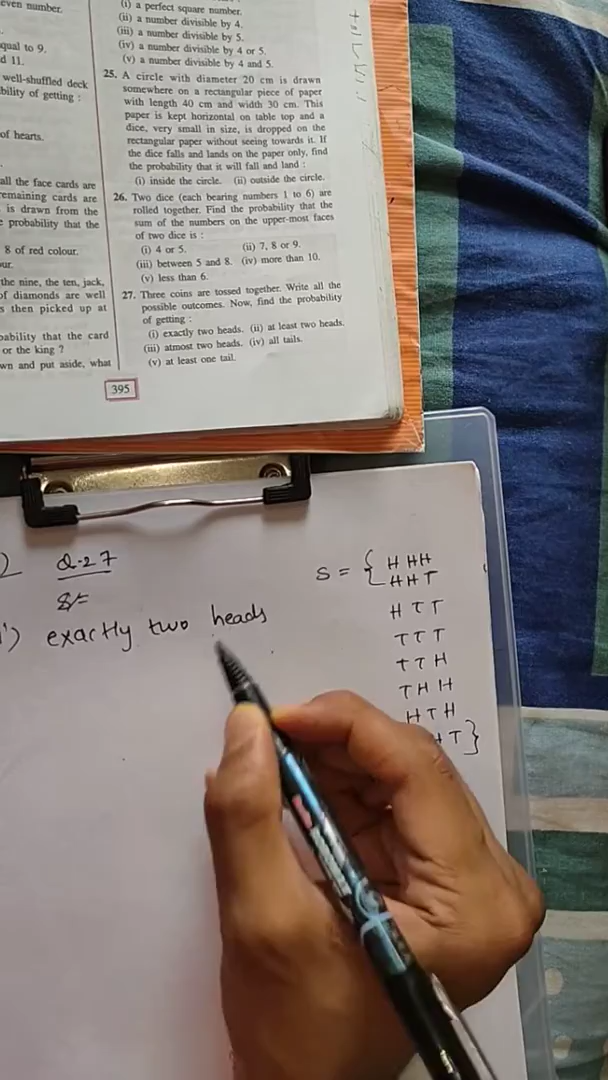 even number.
qual to 9.
d 11.
well-shuffled deck
bility of getting :
of hearts.
all the face cards are
remaining cards are
is drawn from the
probability that the
8 of red colour.
our.
the nine, the ten, jack,
of diamonds are well
s then picked up at
bability that the card
or the king ?
wn and put aside, what
(i) a perfect square number.
(ii) a number divisible by 4.
(iii) a number divisible by 5.
(iv) a number divisible by 4 or 5.
(v) a number divisible by 4 and 5.
25. A circle with diameter 20 cm is drawn
somewhere on a rectangular piece of paper
with length 40 cm and width 30 cm. This
paper is kept horizontal on table top and a
dice, very small in size, is dropped on the
rectangular paper without seeing towards it. If
the dice falls and lands on the paper only, find
the probability that it will fall and land :
(i) inside the circle. (ii) outside the circle.
26. Two dice (each bearing numbers 1 to 6) are
rolled together. Find the probability that the
sum of the numbers on the upper-most faces
of two dice is :
(i) 4 or 5. (ii) 7, 8 or 9.
(iii) between 5 and 8. (iv) more than 10.
(v) less than 6.
27. Three coins are tossed together. Write all the
possible outcomes. Now, find the probability
of getting :
(i) exactly two heads. (ii) at least two heads.
(iii) atmost two heads. (iv) all tails.
(v) at least one tail.
395
Q-27
i) exactly two heads
S = { H HH
HHT
H T T
T T T
T T H
T H H
H T H
H T }